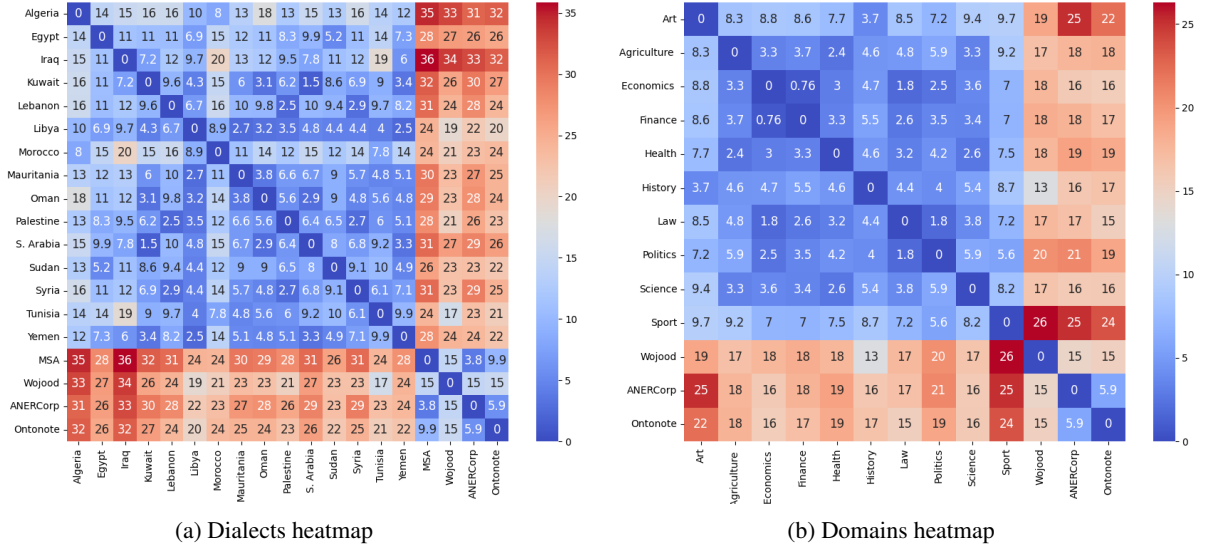 Algeria 0 14 15 16 16 10 8 13 18 13 15 12 16 14 12 35 33 31 32
Egypt 14 0 11 11 11 6.9 15 12 11 8.3 9.9 5.2 11 14 7.3 28 27 26 26
Iraq 15 11 0 7.2 12 9.7 20 13 12 9.5 7.8 11 12 19 6 36 34 33 32
Kuwait 16 11 7.2 0 9.6 4.3 15 6 3.1 6.2 1.5 8.6 6.9 9 3.4 32 26 30 27
Lebanon 16 11 12 9.6 0 6.7 16 10 9.8 2.5 10 9.4 2.9 9.7 8.2 31 24 28 24
Libya 10 6.9 9.7 4.3 6.7 0 8.9 2.7 3.2 3.5 4.8 4.4 4.4 4 2.5 24 19 22 20
Morocco 8 15 20 15 16 8.9 0 11 14 12 15 12 14 7.8 14 24 21 23 24
Mauritania 13 12 13 6 10 2.7 11 0 3.8 6.6 6.7 9 5.7 4.8 5.1 30 23 27 25
Oman 18 11 12 3.1 9.8 3.2 14 3.8 0 5.6 2.9 9 4.8 5.6 4.8 29 23 28 24
Palestine 13 8.3 9.5 6.2 2.5 3.5 12 6.6 5.6 0 6.4 6.5 2.7 6 5.1 28 21 26 23
S. Arabia 15 9.9 7.8 1.5 10 4.8 15 6.7 2.9 6.4 0 8 6.8 9.2 3.3 31 27 29 26
Sudan 12 5.2 11 8.6 9.4 4.4 12 9 9 6.5 8 0 9.1 10 4.9 26 23 23 22
Syria 16 11 12 6.9 2.9 4.4 14 5.7 4.8 2.7 6.8 9.1 0 6.1 7.1 31 23 29 25
Tunisia 14 14 19 9 9.7 4 7.8 4.8 5.6 6 9.2 10 6.1 0 9.9 24 17 23 21
Yemen 12 7.3 6 3.4 8.2 2.5 14 5.1 4.8 5.1 3.3 4.9 7.1 9.9 0 28 24 24 22
MSA 35 28 36 32 31 24 24 30 29 28 31 26 31 24 28 0 15 3.8 9.9
Wojood 33 27 34 26 24 19 21 23 23 21 27 23 23 17 24 15 0 15 15
ANERCorp 31 26 33 30 28 22 23 27 28 26 29 23 29 23 24 3.8 15 0 5.9
Ontonote 32 26 32 27 24 20 24 25 24 23 26 22 25 21 22 9.9 15 5.9 0
Algeria Egypt Iraq Kuwait Lebanon Libya Morocco Mauritania Oman Palestine S. Arabia Sudan Syria Tunisia Yemen MSA Wojood ANERCorp Ontonote
35
30
25
20
15
10
5
0
(a) Dialects heatmap
Art 0 8.3 8.8 8.6 7.7 3.7 8.5 7.2 9.4 9.7 19 25 22
Agriculture 8.3 0 3.3 3.7 2.4 4.6 4.8 5.9 3.3 9.2 17 18 18
Economics 8.8 3.3 0 0.76 3 4.7 1.8 2.5 3.6 7 18 16 16
Finance 8.6 3.7 0.76 0 3.3 5.5 2.6 3.5 3.4 7 18 18 17
Health 7.7 2.4 3 3.3 0 4.6 3.2 4.2 2.6 7.5 18 19 19
History 3.7 4.6 4.7 5.5 4.6 0 4.4 4 5.4 8.7 13 16 17
Law 8.5 4.8 1.8 2.6 3.2 4.4 0 1.8 3.8 7.2 17 17 15
Politics 7.2 5.9 2.5 3.5 4.2 4 1.8 0 5.9 5.6 20 21 19
Science 9.4 3.3 3.6 3.4 2.6 5.4 3.8 5.9 0 8.2 17 16 16
Sport 9.7 9.2 7 7 7.5 8.7 7.2 5.6 8.2 0 26 25 24
Wojood 19 17 18 18 18 13 17 20 17 26 0 15 15
ANERCorp 25 18 16 18 19 16 17 21 16 25 15 0 5.9
Ontonote 22 18 16 17 19 17 15 19 16 24 15 5.9 0
Art Agriculture Economics Finance Health History Law Politics Science Sport Wojood ANERCorp Ontonote
25
20
15
10
5
0
(b) Domains heatmap